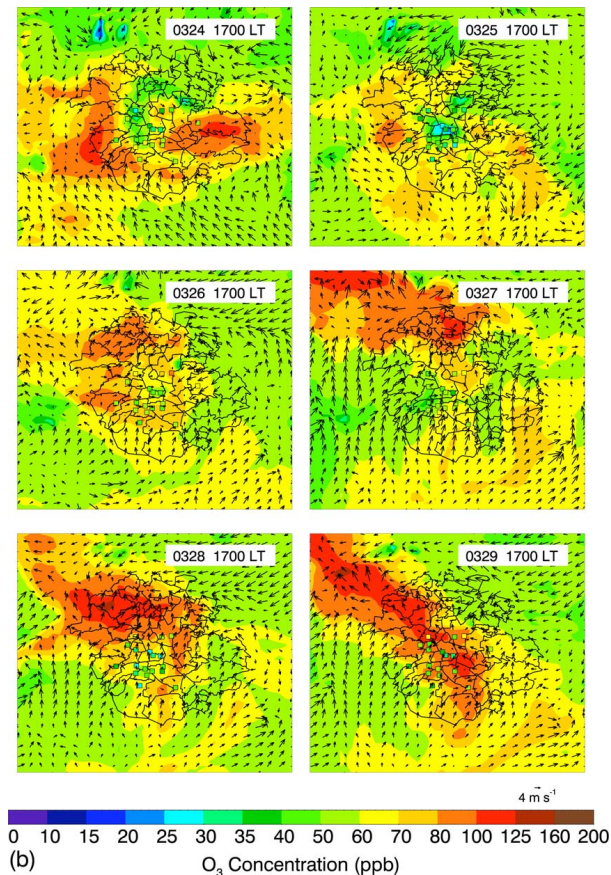 0324 1700 LT
0325 1700 LT
0326 1700 LT
0327 1700 LT
0328 1700 LT
0329 1700 LT
4 m s⁻¹
0 10 15 20 25 30 35 40 50 60 70 80 100 125 160 200
(b) O₃ Concentration (ppb)